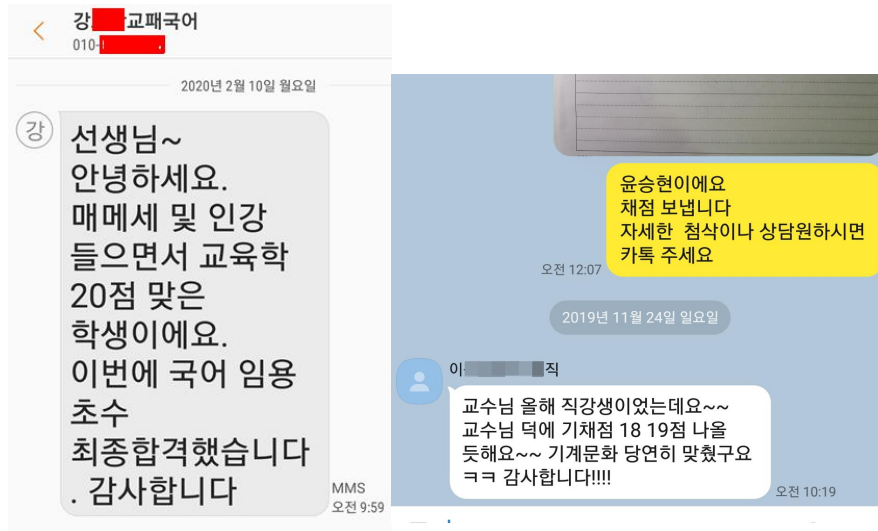 강 교패국어
010-
2020년 2월 10일 월요일
강
선생님~
안녕하세요.
매메세 및 인강
들으면서 교육학
20점 맞은
학생이에요.
이번에 국어 임용
초수
최종합격했습니다
. 감사합니다
MMS
오전 9:59
윤승현이에요
채점 보냅니다
자세한 첨삭이나 상담원하시면
카톡 주세요
오전 12:07
2019년 11월 24일 일요일
이 직
교수님 올해 직강생이었는데요~~
교수님 덕에 기채점 18 19점 나올
듯해요~~ 기계문화 당연히 맞췄구요
ㅋㅋ 감사합니다!!!!
오전 10:19